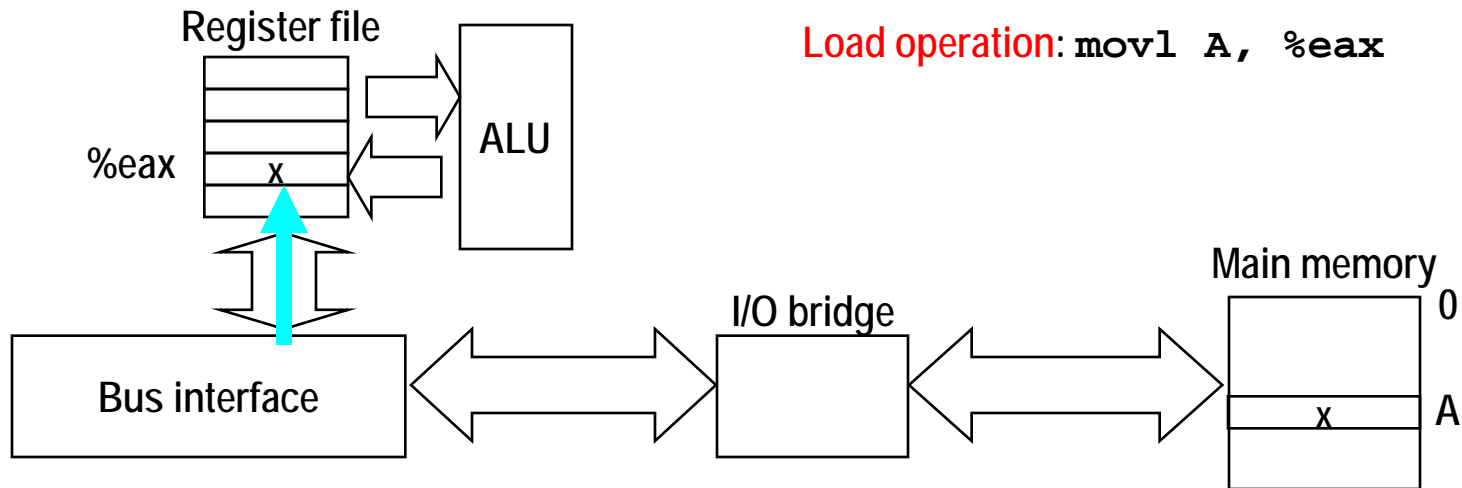 Register file
Load operation: movl A, %eax
ALU
%eax
x
Main memory
0
I/O bridge
Bus interface
x
A